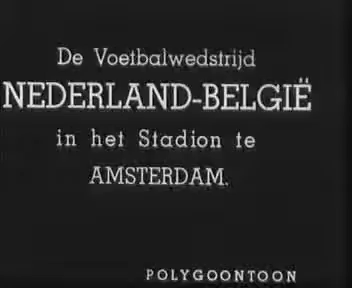 De Voetbalwedstrijd
NEDERLAND-BELGIË
in het Stadion te
AMSTERDAM.
POLYGOONTOON